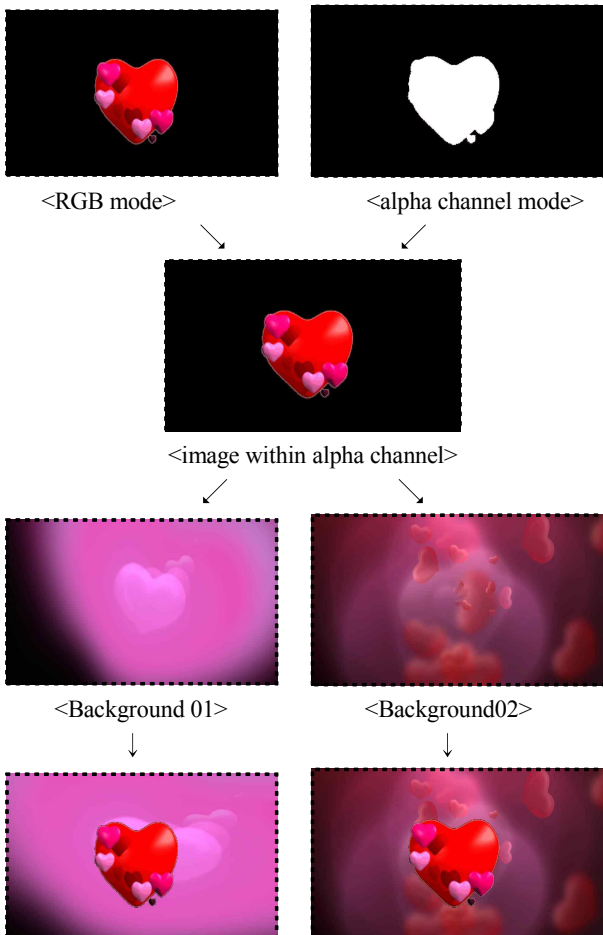 <RGB mode>
<alpha channel mode>
<image within alpha channel>
<Background 01>
<Background02>